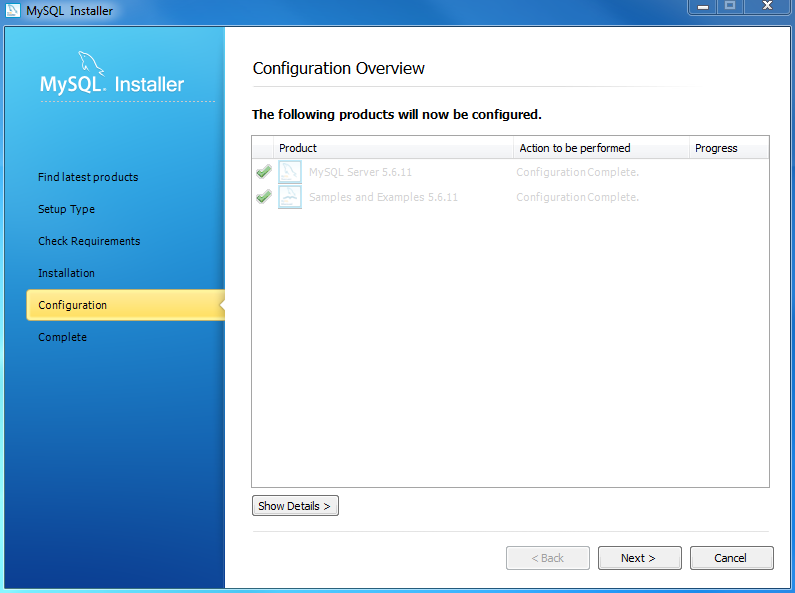 MySQL Installer
MySQL. Installer
Find latest products
Setup Type
Check Requirements
Installation
Configuration
Complete
Configuration Overview
The following products will now be configured.
Product Action to be performed Progress
MySQL Server 5.6.11 Configuration Complete.
Samples and Examples 5.6.11 Configuration Complete.
Show Details >
< Back Next > Cancel